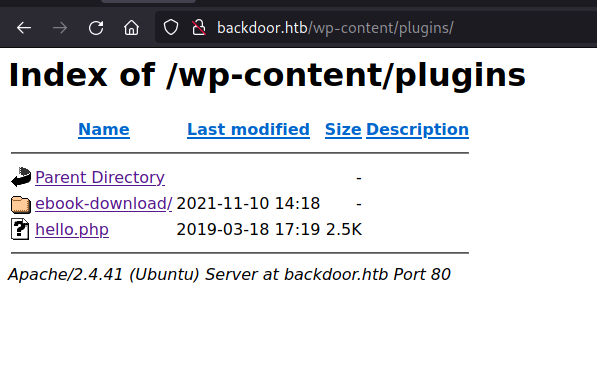 backdoor.htb/wp-content/plugins/
Index of /wp-content/plugins
Name Last modified Size Description
Parent Directory -
ebook-download/ 2021-11-10 14:18 -
hello.php 2019-03-18 17:19 2.5K
Apache/2.4.41 (Ubuntu) Server at backdoor.htb Port 80